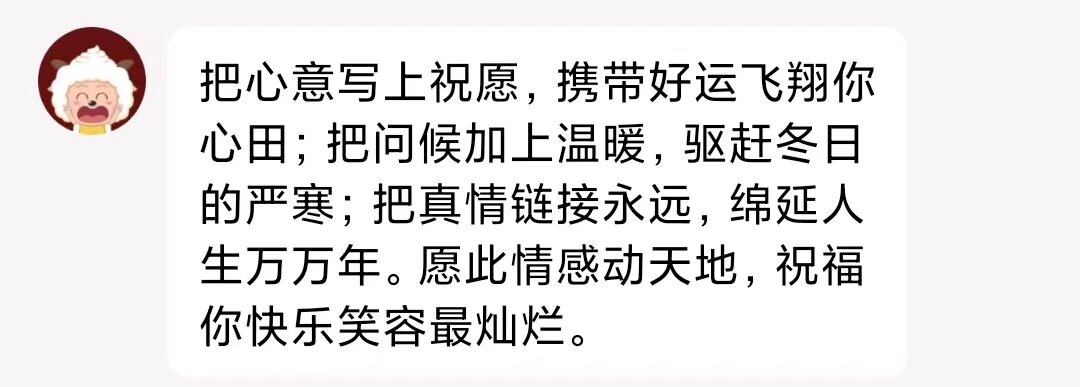 把心意写上祝愿，携带好运飞翔你
心田；把问候加上温暖，驱赶冬日
的严寒；把真情链接永远，绵延人
生万万年。愿此情感动天地，祝福
你快乐笑容最灿烂。